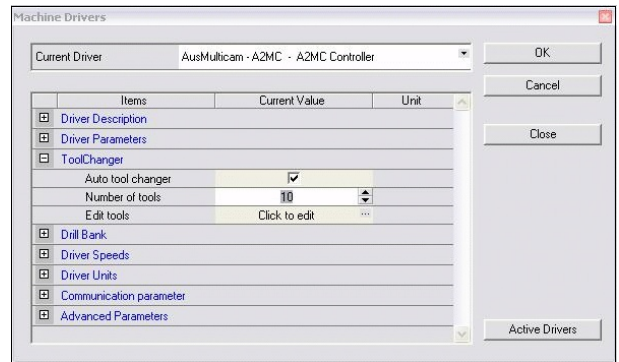 Machine Drivers
Current Driver AusMulticam - A2MC - A2MC Controller
OK
Cancel
Close
Items Current Value Unit
Driver Description
Driver Parameters
ToolChanger
Auto tool changer
Number of tools 10
Edit tools Click to edit ...
Drill Bank
Driver Speeds
Driver Units
Communication parameter
Advanced Parameters
Active Drivers